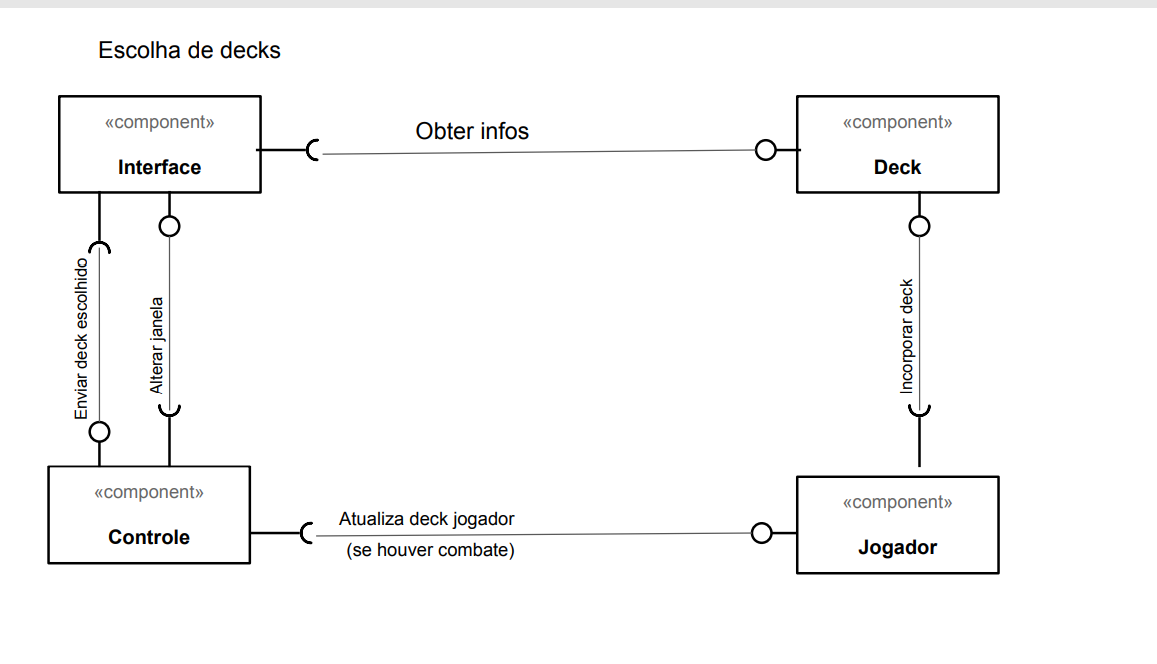 Escolha de decks
«component»
Interface
Obter infos
«component»
Deck
Enviar deck escolhido
Alterar janela
Incorporar deck
«component»
Controle
Atualiza deck jogador
(se houver combate)
«component»
Jogador